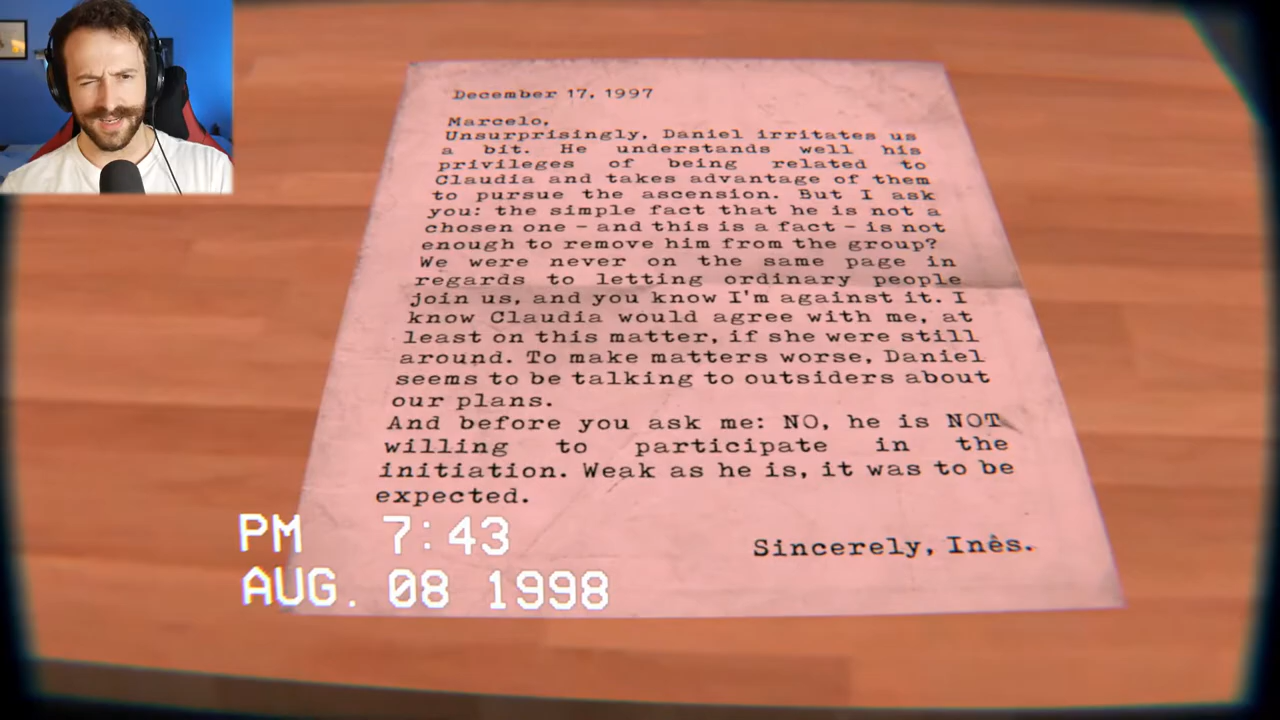 December 17, 1997
Marcelo,
Unsurprisingly, Daniel irritates us
a bit. He understands well his
privileges of being related to
Claudia and takes advantage of them
to pursue the ascension. But I ask
you: the simple fact that he is not a
chosen one – and this is a fact – is not
enough to remove him from the group?
We were never on the same page in
regards to letting ordinary people
join us, and you know I'm against it. I
know Claudia would agree with me, at
least on this matter, if she were still
around. To make matters worse, Daniel
seems to be talking to outsiders about
our plans.
And before you ask me: NO, he is NOT
willing to participate in the
initiation. Weak as he is, it was to be
expected.
Sincerely, Inês.
PM 7:43
AUG. 08 1998